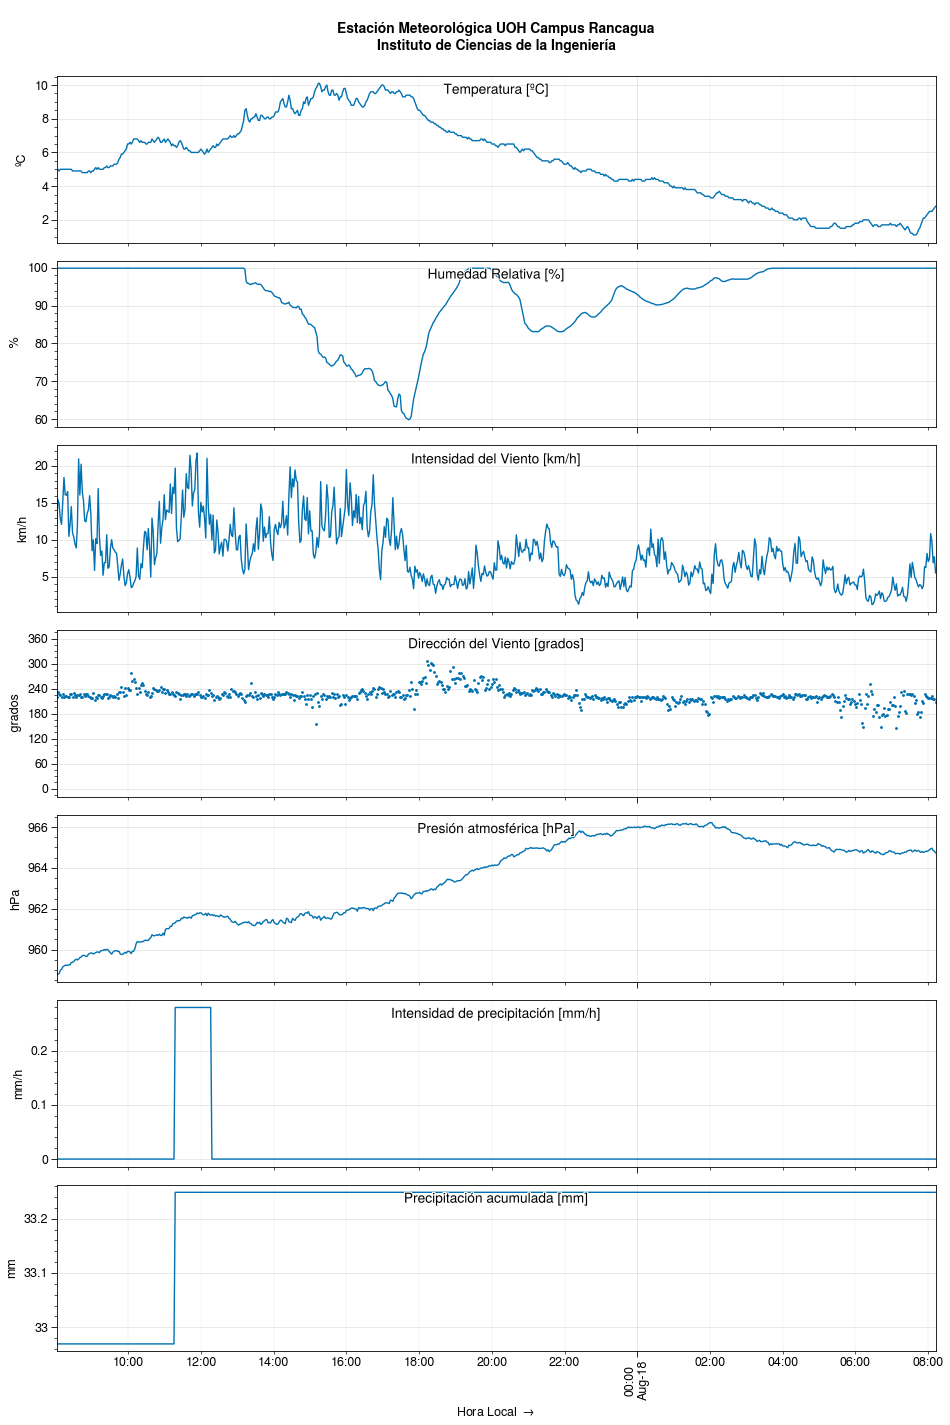 Estación Meteorológica UOH Campus Rancagua
Instituto de Ciencias de la Ingeniería
Temperatura [ºC]
10
8
6
4
2
ºC
Humedad Relativa [%]
100
90
80
70
60
%
Intensidad del Viento [km/h]
20
15
10
5
km/h
Dirección del Viento [grados]
360
300
240
180
120
60
0
grados
Presión atmosférica [hPa]
966
964
962
960
hPa
Intensidad de precipitación [mm/h]
0.2
0.1
0
mm/h
Precipitación acumulada [mm]
33.2
33.1
33
mm
10:00 12:00 14:00 16:00 18:00 20:00 22:00 00:00 02:00 04:00 06:00 08:00
Aug-18
Hora Local →